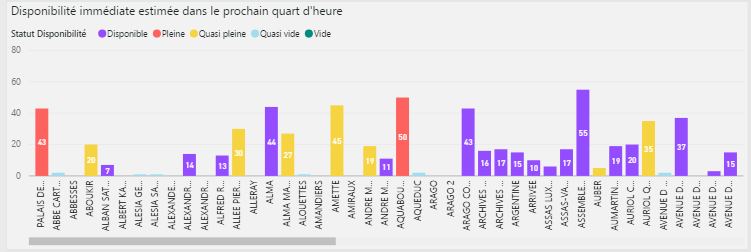 Disponibilité immédiate estimée dans le prochain quart d'heure
Statut Disponibilité Disponible Pleine Quasi pleine Quasi vide Vide
80
60
40
20
0
43 20 7 14 13 30 44 27 45 19 11 50 43 16 17 15 10 17 55 19 20 35 37 15
PALAIS DE...
ABBE CART...
ABBESSES
ABOUKIR
ALBAN SAT...
ALBERT KA...
ALESIA GE...
ALESIA SA...
ALEXANDE...
ALEXANDR...
ALEXANDR...
ALFRED R...
ALLEE PIER...
ALLERAY
ALMA
ALMA MA...
ALOUETTES
AMANDIERS
AMETTE
AMIRAUX
ANDRE M...
ANDRE M...
AQUABOU...
AQUEDUC
ARAGO
ARAGO 2
ARAGO CO...
ARCHIVES ...
ARCHIVES ...
ARGENTINE
ARRIVEE
ASSAS LUX...
ASSAS-VA...
ASSEMBLE...
AUBER
AUMARTIN...
AURIOL C...
AURIOL Q...
AVENUE D ...
AVENUE D...
AVENUE D...
AVENUE D...
AVENUE D...